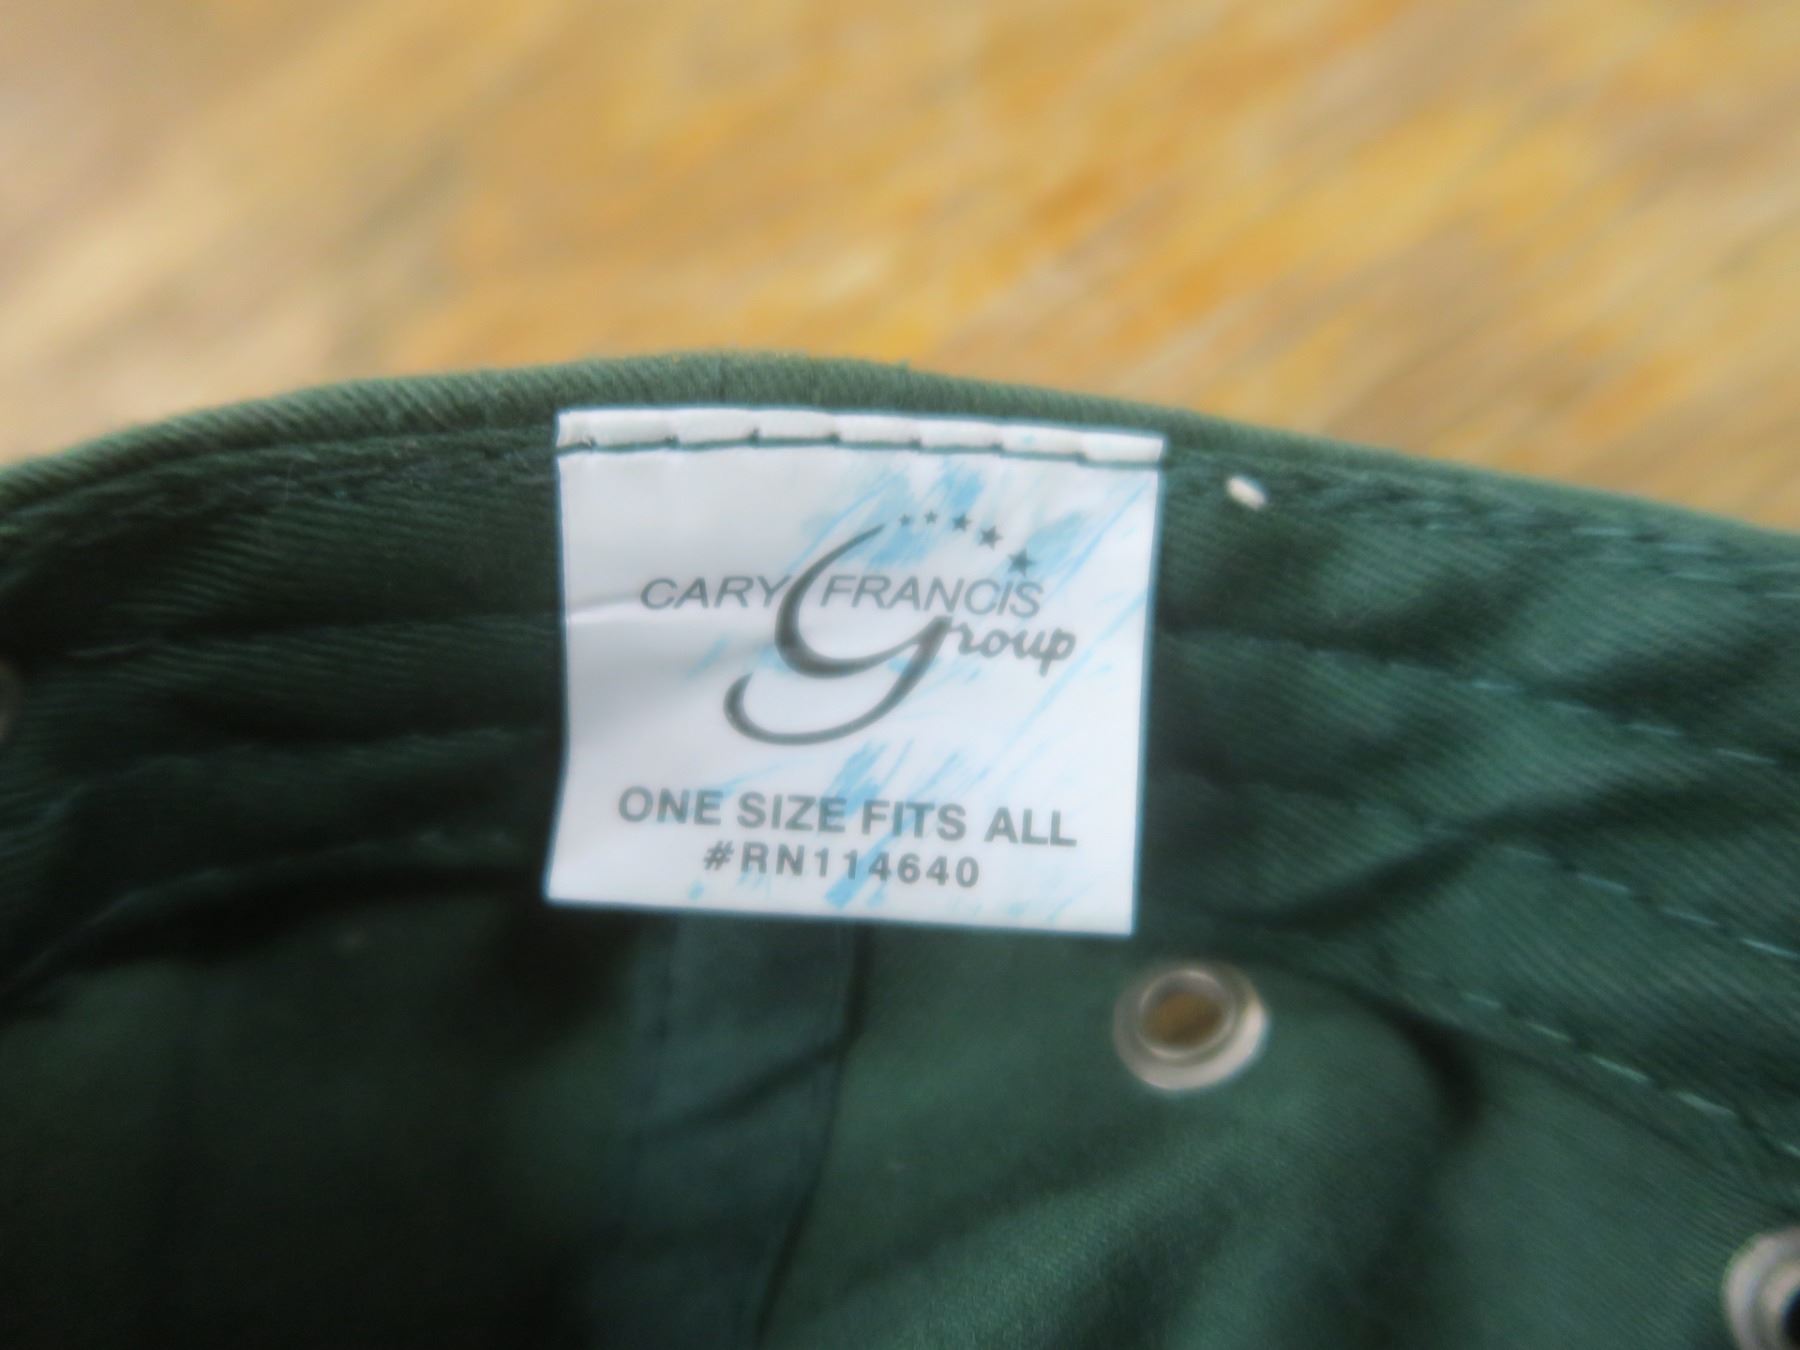 CARY FRANCIS
Group
ONE SIZE FITS ALL
#RN114640